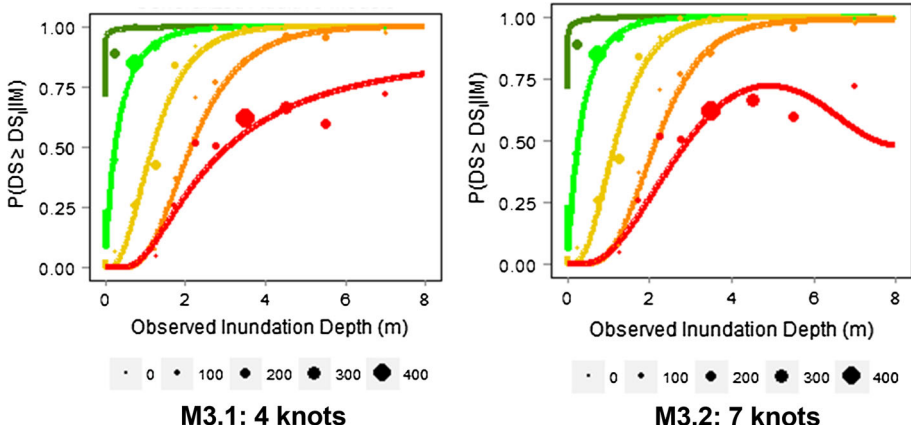 P(DS ≥ DSᵢ|IM)
1.00
0.75
0.50
0.25
0.00
0 2 4 6 8
Observed Inundation Depth (m)
0 100 200 300 400
M3.1: 4 knots
P(DS ≥ DSᵢ|IM)
1.00
0.75
0.50
0.25
0.00
0 2 4 6 8
Observed Inundation Depth (m)
0 100 200 300 400
M3.2: 7 knots